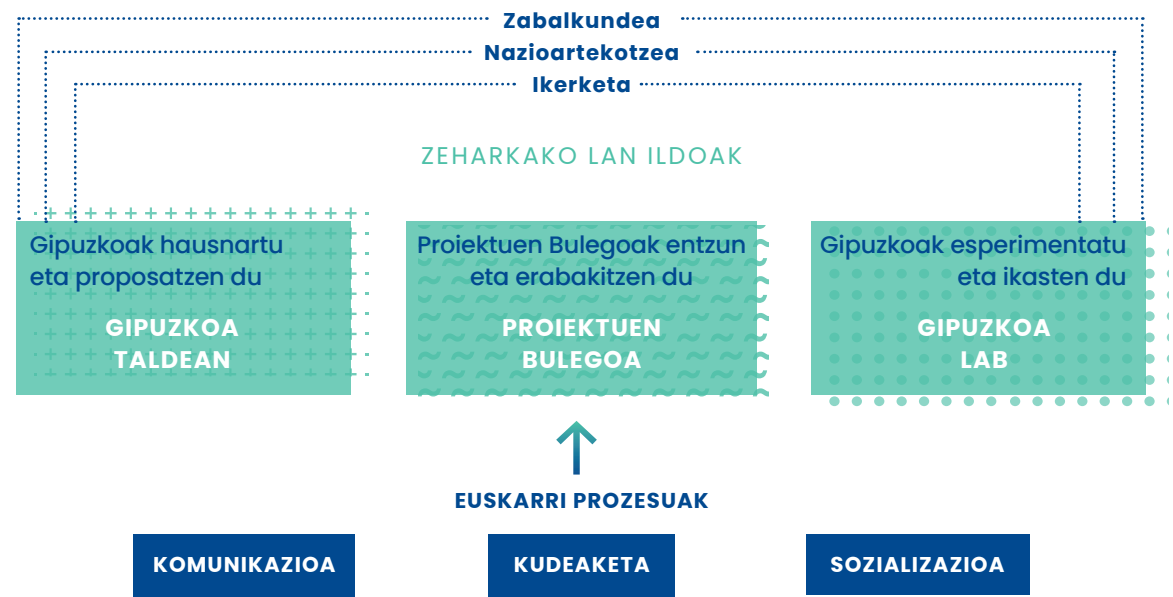 Zabalkundea
Nazioartekotzea
Ikerketa
ZEHARKAKO LAN ILDOAK
Gipuzkoak hausnartu
eta proposatzen du
GIPUZKOA
TALDEAN
Proiektuen Bulegoak entzun
eta erabakitzen du
PROIEKTUEN
BULEGOA
Gipuzkoak esperimentatu
eta ikasten du
GIPUZKOA
LAB
EUSKARRI PROZESUAK
KOMUNIKAZIOA
KUDEAKETA
SOZIALIZAZIOA